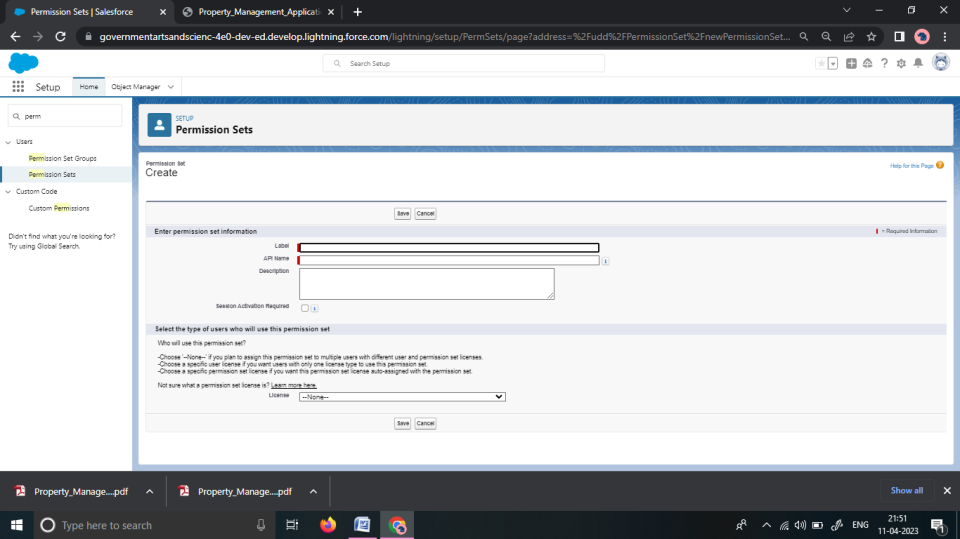 Permission Sets | Salesforce
Property_Management_Applicati
governmentartsandscienc-4e0-dev-ed.develop.lightning.force.com/lightning/setup/PermSets/page?address=%2Fudd%2FPermissionSet%2FnewPermissionSet...
Search Setup
Setup
Home
Object Manager
perm
Users
Permission Set Groups
Permission Sets
Custom Code
Custom Permissions
Didn't find what you're looking for?
Try using Global Search.
SETUP
Permission Sets
Permission Set
Create
Help for this Page
Save Cancel
Enter permission set information
= Required Information
Label
API Name
i
Description
Session Activation Required
i
Select the type of users who will use this permission set
Who will use this permission set?
-Choose '--None--' if you plan to assign this permission set to multiple users with different user and permission set licenses.
-Choose a specific user license if you want users with only one license type to use this permission set.
-Choose a specific permission set license if you want this permission set license auto-assigned with the permission set.
Not sure what a permission set license is? Learn more here.
License
--None--
Save Cancel
Property_Manage....pdf
Property_Manage....pdf
Show all
Type here to search
ENG
21:51
11-04-2023
1